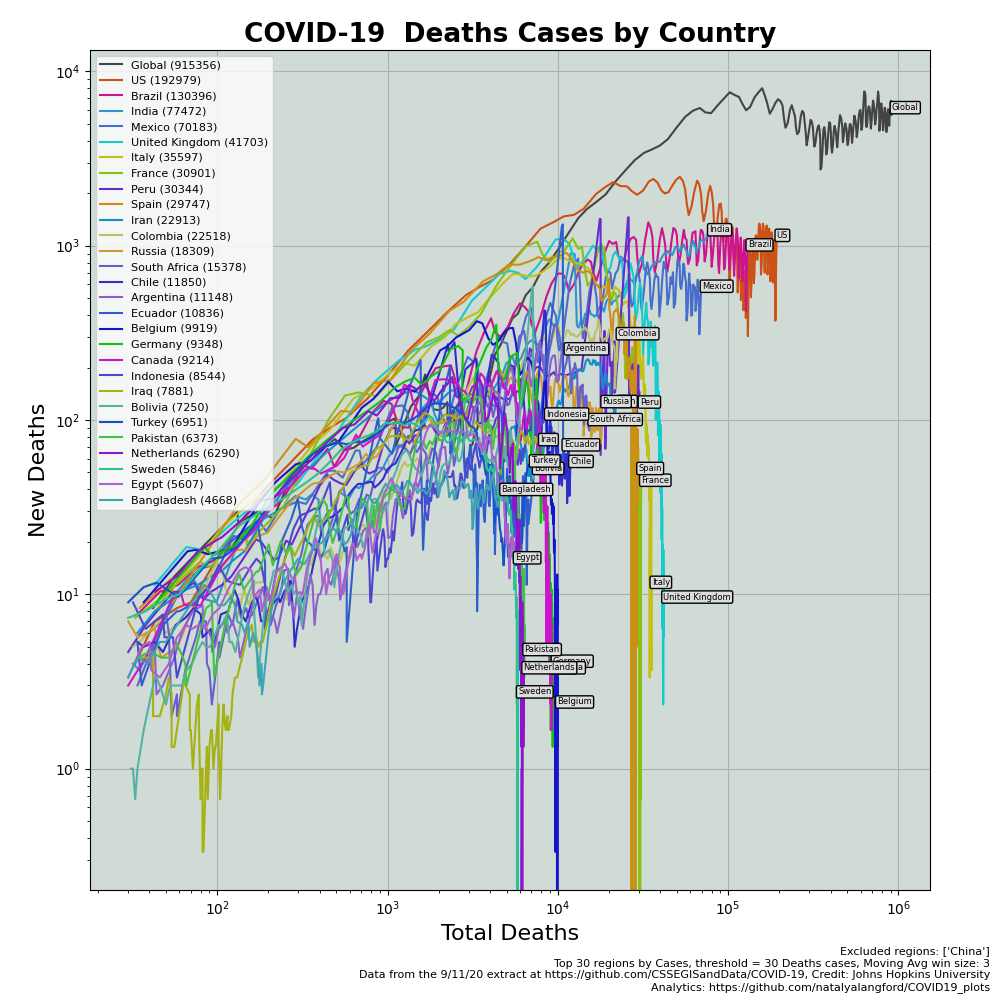 COVID-19  Deaths Cases by Country
Global (915356)
US (192979)
Brazil (130396)
India (77472)
Mexico (70183)
United Kingdom (41703)
Italy (35597)
France (30901)
Peru (30344)
Spain (29747)
Iran (22913)
Colombia (22518)
Russia (18309)
South Africa (15378)
Chile (11850)
Argentina (11148)
Ecuador (10836)
Belgium (9919)
Germany (9348)
Canada (9214)
Indonesia (8544)
Iraq (7881)
Bolivia (7250)
Turkey (6951)
Pakistan (6373)
Netherlands (6290)
Sweden (5846)
Egypt (5607)
Bangladesh (4668)
New Deaths
10⁴
10³
10²
10¹
10⁰
Global
India
US
Brazil
Mexico
Colombia
Argentina
Russia
Peru
Indonesia
South Africa
Iraq
Ecuador
Turkey
Chile
Bolivia
Spain
France
Bangladesh
Egypt
Italy
United Kingdom
Pakistan
Germany
Netherlands
Sweden
Belgium
10² 10³ 10⁴ 10⁵ 10⁶
Total Deaths
Excluded regions: ['China']
Top 30 regions by Cases, threshold = 30 Deaths cases, Moving Avg win size: 3
Data from the 9/11/20 extract at https://github.com/CSSEGISandData/COVID-19, Credit: Johns Hopkins University
Analytics: https://github.com/natalyalangford/COVID19_plots